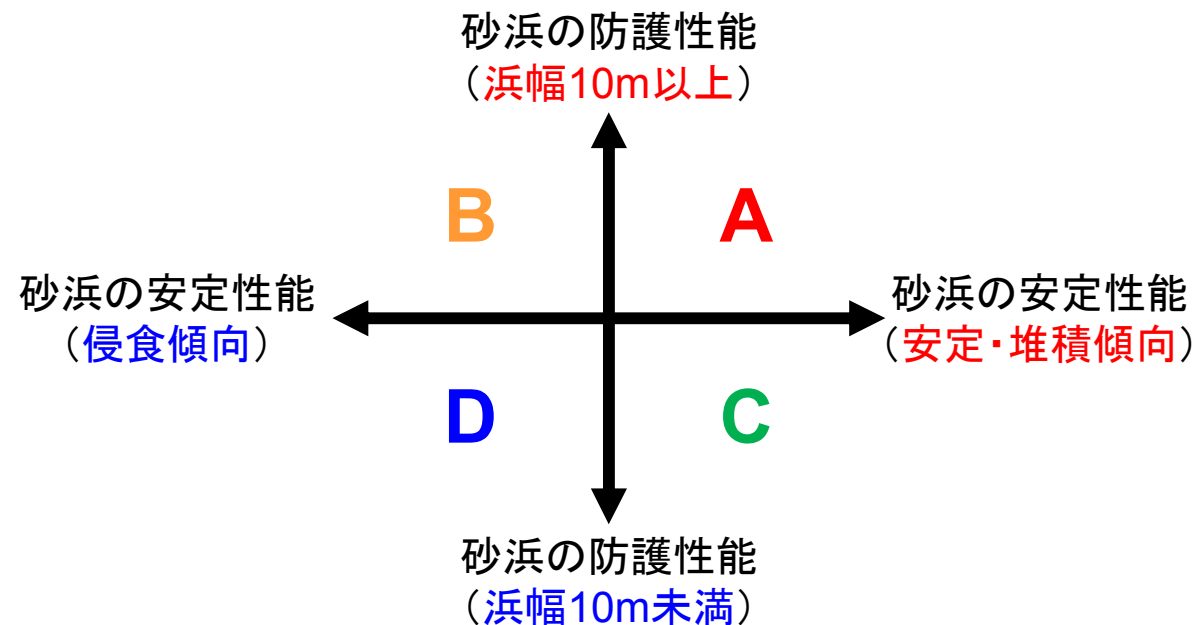 砂浜の防護性能
（浜幅10m以上）
B
A
砂浜の安定性能
（侵食傾向）
砂浜の安定性能
（安定・堆積傾向）
D
C
砂浜の防護性能
（浜幅10m未満）